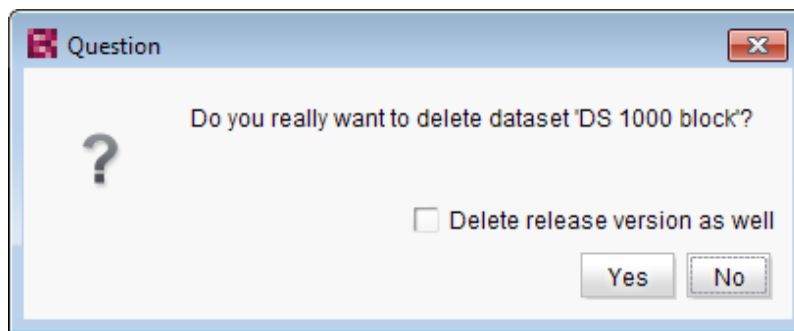 Question
Do you really want to delete dataset 'DS 1000 block'?
?
Delete release version as well
Yes No